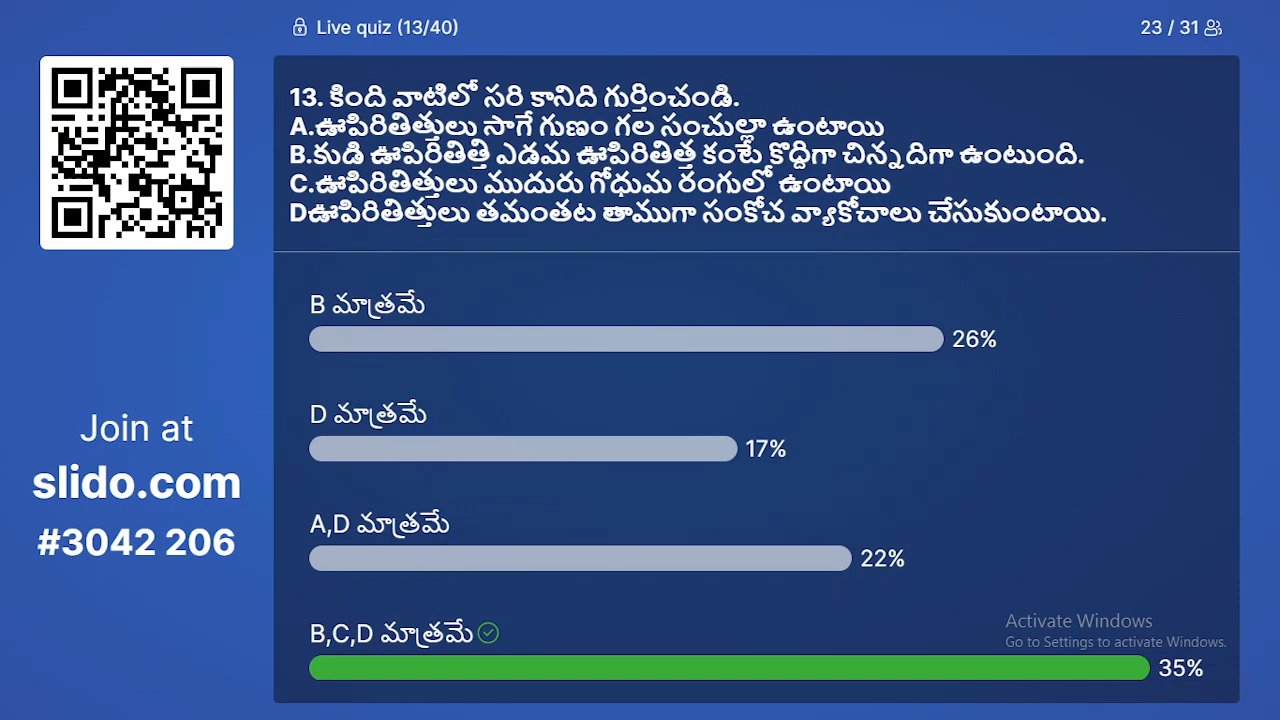 Live quiz (13/40)
23 / 31
13. కింది వాటిలో సరి కానిది గుర్తించండి.
A.ఊపిరితిత్తులు సాగే గుణం గల సంచుల్లా ఉంటాయి
B.కుడి ఊపిరితిత్తి ఎడమ ఊపిరితిత్త కంటే కొద్దిగా చిన్నదిగా ఉంటుంది.
C.ఊపిరితిత్తులు ముదురు గోధుమ రంగులో ఉంటాయి
Dఊపిరితిత్తులు తమంతట తాముగా సంకోచ వ్యాకోచాలు చేసుకుంటాయి.
B మాత్రమే
26%
D మాత్రమే
17%
A,D మాత్రమే
22%
B,C,D మాత్రమే
35%
Join at
slido.com
#3042 206
Activate Windows
Go to Settings to activate Windows.